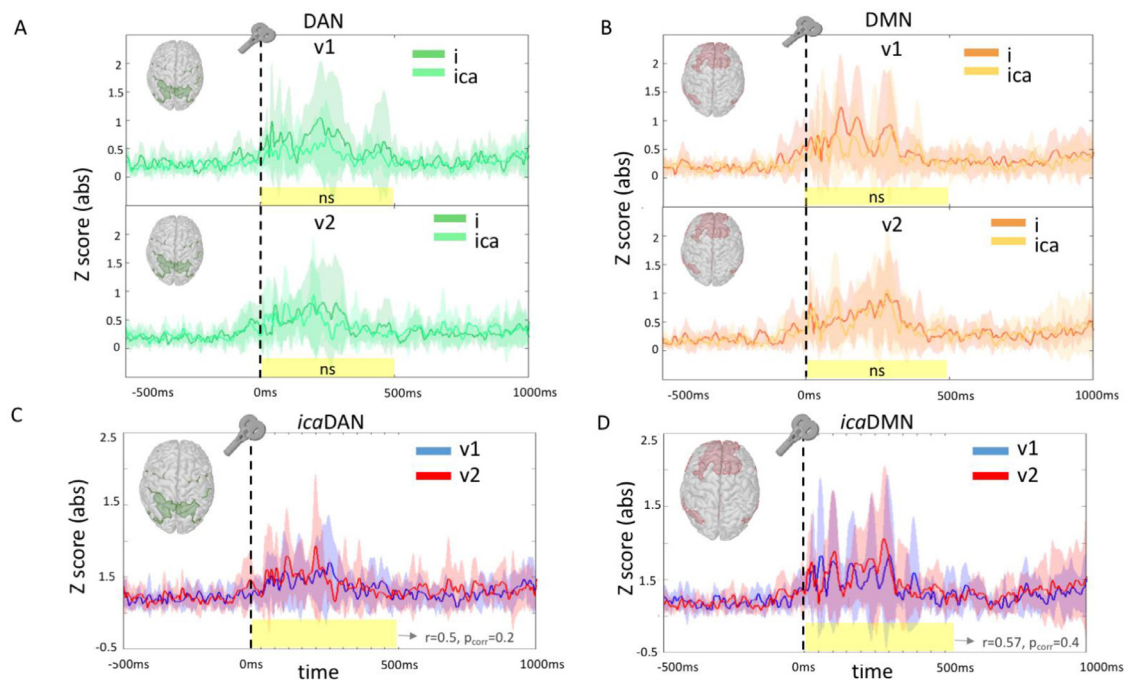 A
DAN
v1
i
ica
2
1.5
1
0.5
0
Z score (abs)
ns
v2
i
ica
2
1.5
1
0.5
0
Z score (abs)
ns
-500ms
0ms
500ms
1000ms
B
DMN
v1
i
ica
2
1.5
1
0.5
0
Z score (abs)
ns
v2
i
ica
2
1.5
1
0.5
0
Z score (abs)
ns
-500ms
0ms
500ms
1000ms
C
icaDAN
v1
v2
2.5
1.5
1.5
-0.5
Z score (abs)
r=0.5, pcorr=0.2
-500ms
0ms
500ms
1000ms
time
D
icaDMN
v1
v2
2.5
1.5
1.5
-0.5
Z score (abs)
r=0.57, pcorr=0.4
-500ms
0ms
500ms
1000ms
time